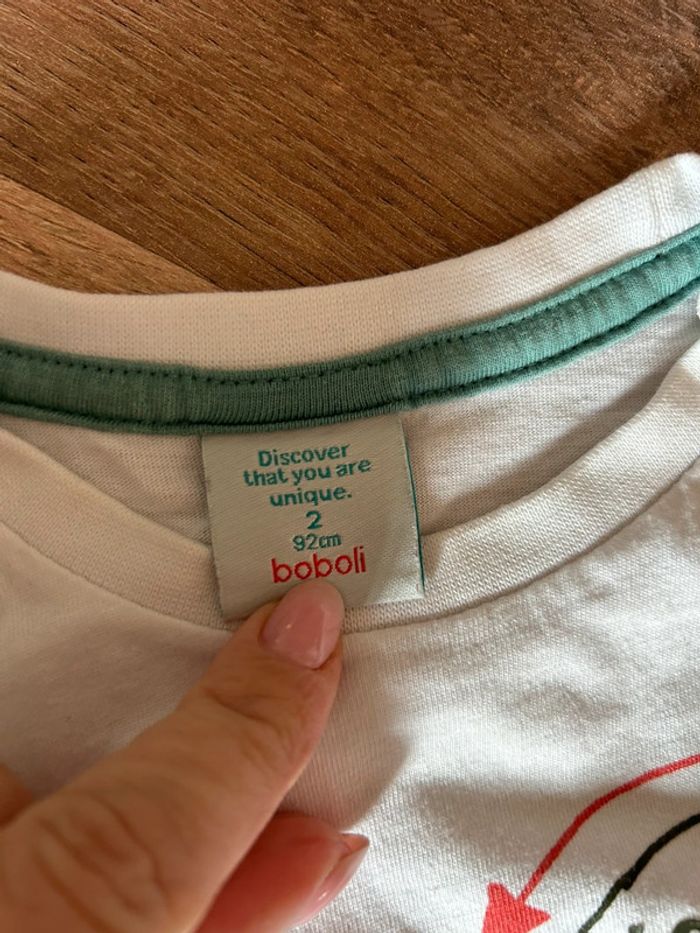 Discover
that you are
unique.
2
92cm
boboli